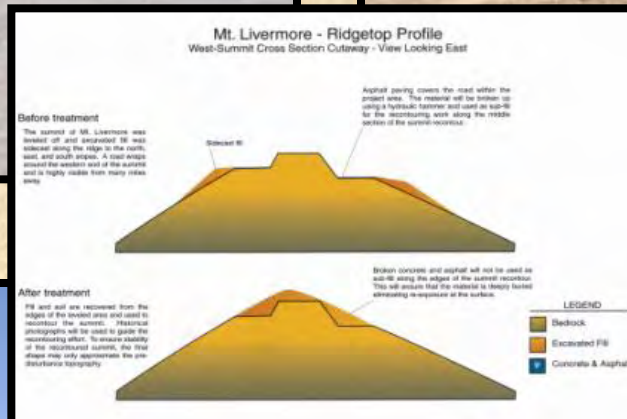 Mt. Livermore - Ridgetop Profile
West-Summit Cross Section Cutaway - View Looking East
Asphalt paving covers the road within the
project area. The material will be broken up
using a hydraulic hammer and used as sub-fill
for the recontouring work along the middle
section of the summit recontour.
Before treatment
The summit of Mt. Livermore was
leveled off and excavated fill was
sidecast along the ridge to the north,
east, and south slopes. A road wraps
around the western end of the summit
and is highly visible from many miles
away.
Sidecast fill
Broken concrete and asphalt will not be used as
sub-fill along the edges of the summit recontour.
This will ensure that the material is deeply buried
eliminating re-exposure at the surface.
After treatment
Fill and soil are recovered from the
edges of the leveled area and used to
recontour the summit. Historical
photographs will be used to guide the
recontouring effort. To ensure stability
of the recontoured summit, the final
shape may only approximate the pre-
disturbance topography.
LEGEND
Bedrock
Excavated Fill
Concrete & Asphal